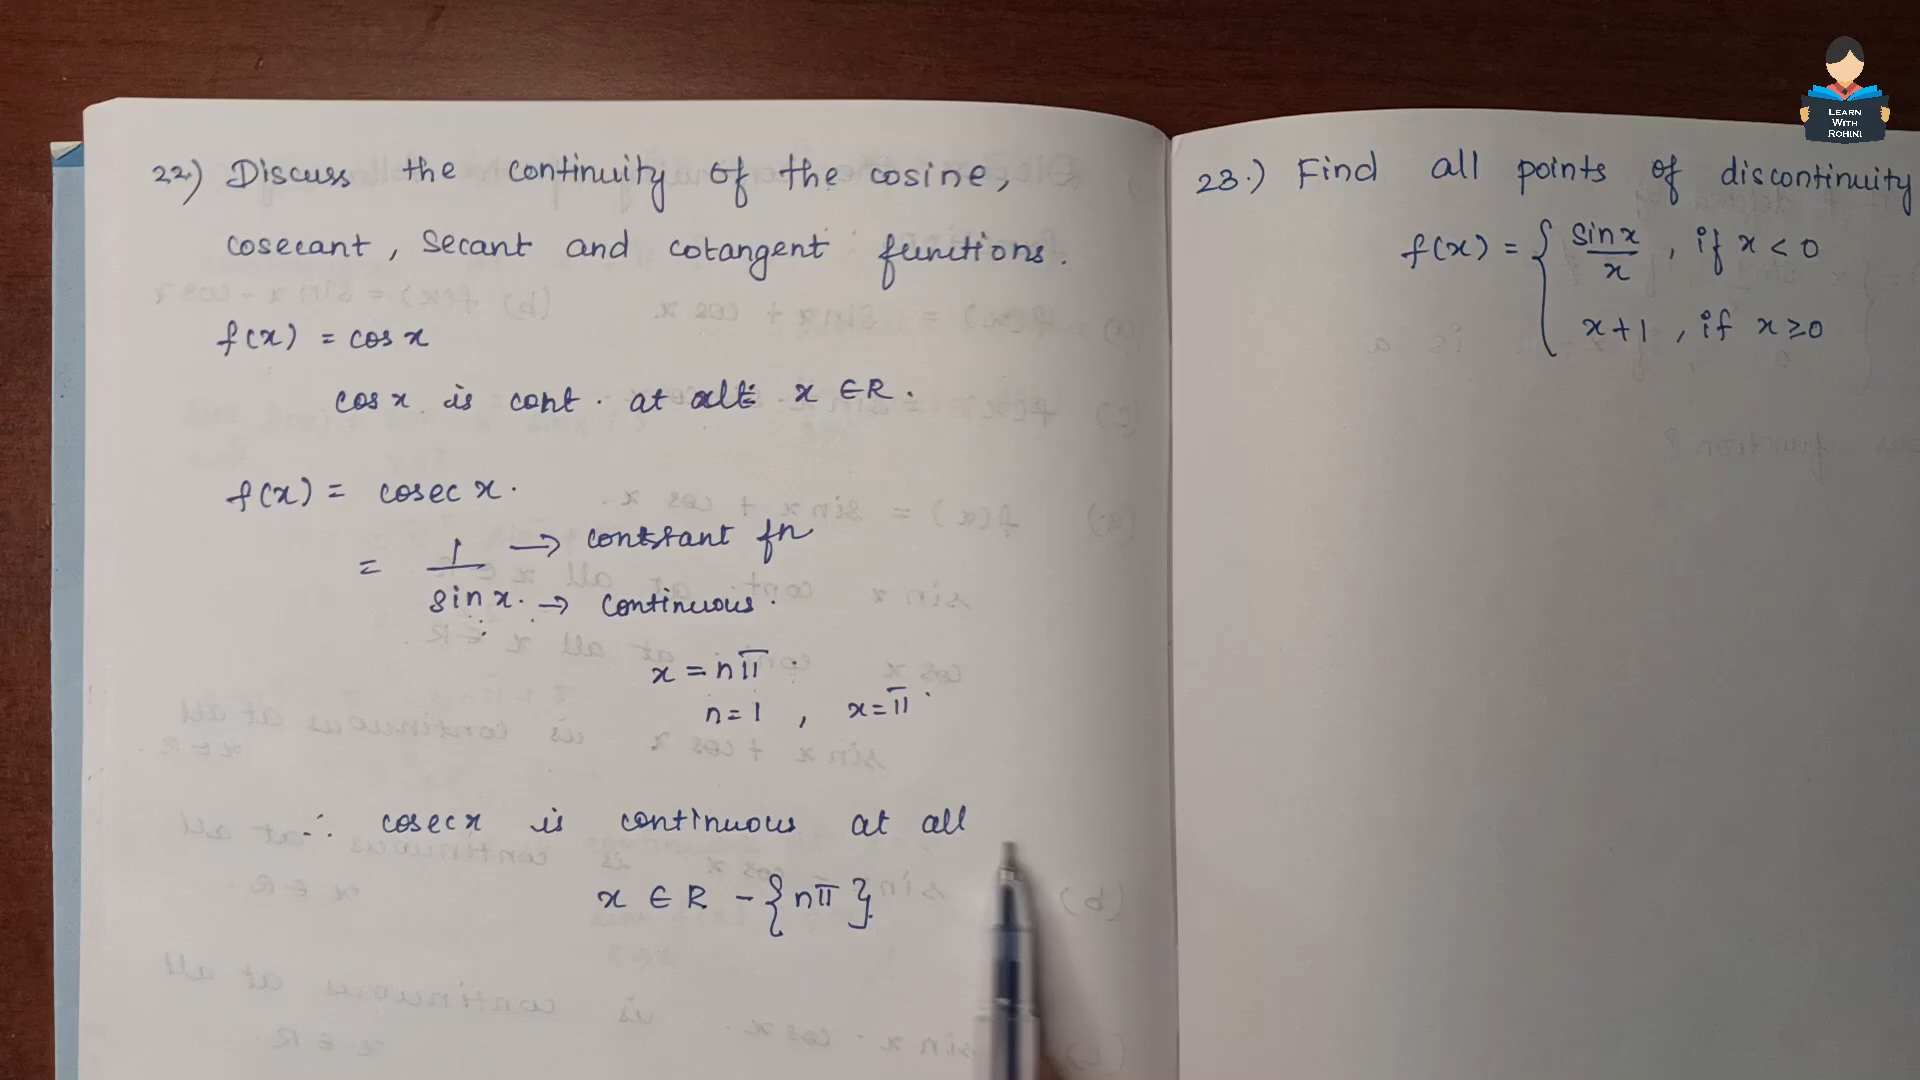 22) Discuss the continuity of the cosine,
cosecant, secant and cotangent functions.
f(x) = cos x
cos x is cont. at all x ∈ R.
f(x) = cosec x.
= 1/sin x. → constant fn
→ continuous.
x = nπ
n = 1 , x = π
∴ cosec x is continuous at all
x ∈ R - {nπ}
23.) Find all points of discontinuity
f(x) = { sin x / x , if x < 0
x + 1 , if x ≥ 0
LEARN
WITH
ROHINI